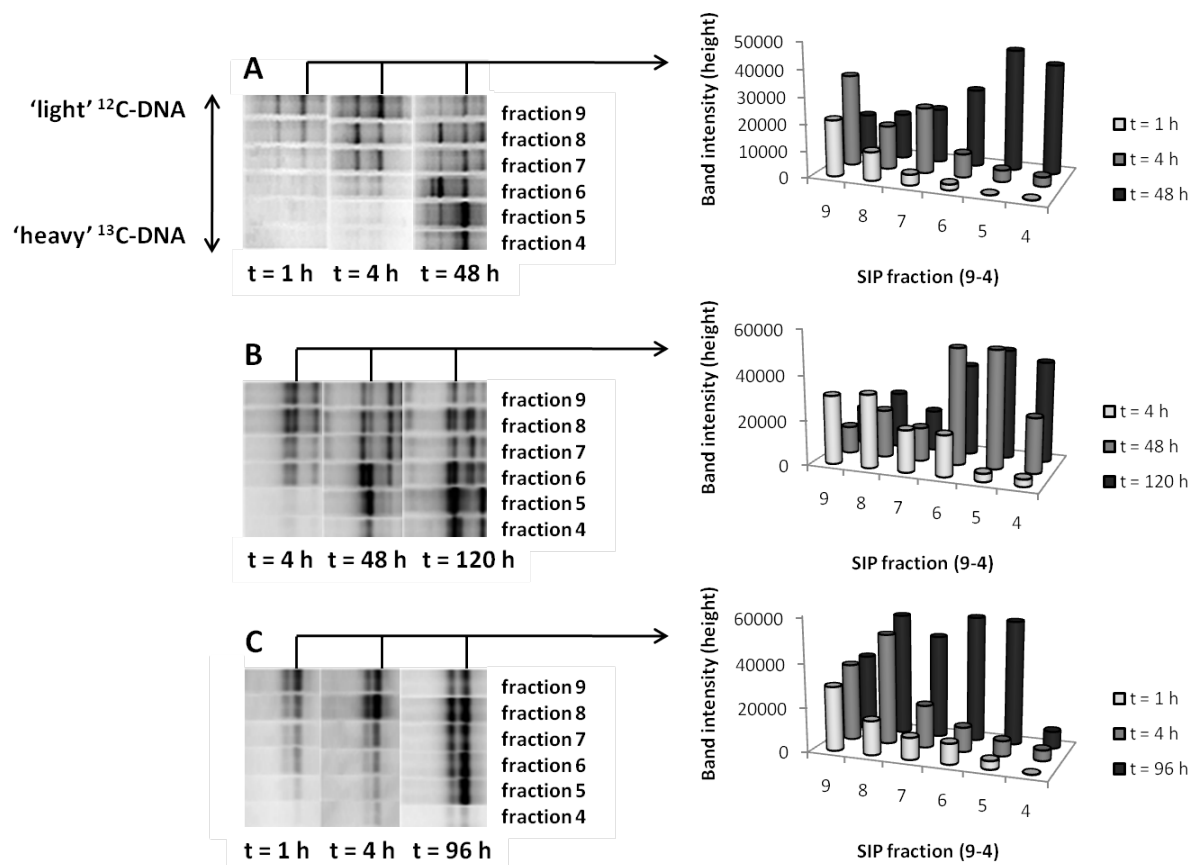 A
'light' ¹²C-DNA
'heavy' ¹³C-DNA
fraction 9
fraction 8
fraction 7
fraction 6
fraction 5
fraction 4
t = 1 h t = 4 h t = 48 h
Band intensity (height)
50000
40000
30000
20000
10000
0
9 8 7 6 5 4
SIP fraction (9-4)
t = 1 h
t = 4 h
t = 48 h
B
fraction 9
fraction 8
fraction 7
fraction 6
fraction 5
fraction 4
t = 4 h t = 48 h t = 120 h
Band intensity (height)
60000
40000
20000
0
9 8 7 6 5 4
SIP fraction (9-4)
t = 4 h
t = 48 h
t = 120 h
C
fraction 9
fraction 8
fraction 7
fraction 6
fraction 5
fraction 4
t = 1 h t = 4 h t = 96 h
Band intensity (height)
60000
40000
20000
0
9 8 7 6 5 4
SIP fraction (9-4)
t = 1 h
t = 4 h
t = 96 h